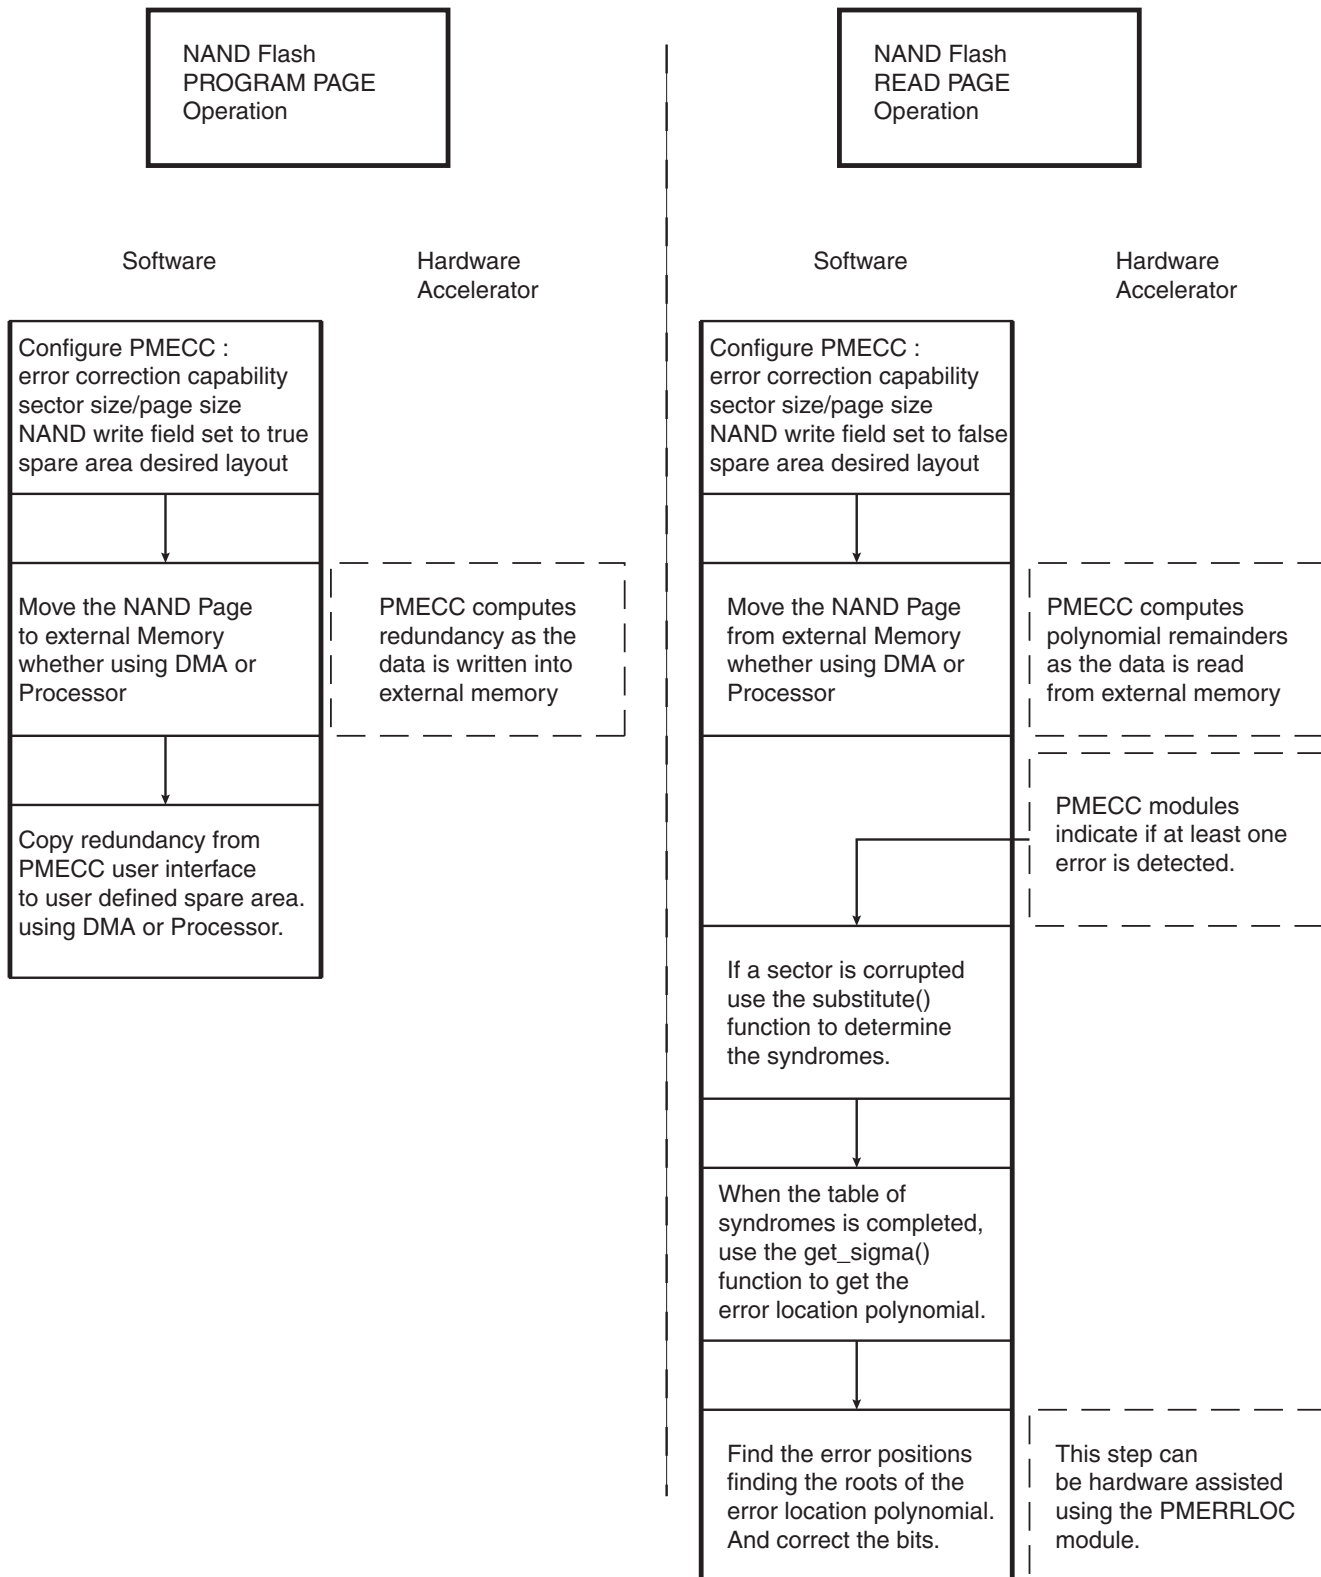 NAND Flash
PROGRAM PAGE
Operation
Software
Hardware
Accelerator
Configure PMECC :
error correction capability
sector size/page size
NAND write field set to true
spare area desired layout
Move the NAND Page
to external Memory
whether using DMA or
Processor
PMECC computes
redundancy as the
data is written into
external memory
Copy redundancy from
PMECC user interface
to user defined spare area.
using DMA or Processor.
NAND Flash
READ PAGE
Operation
Software
Hardware
Accelerator
Configure PMECC :
error correction capability
sector size/page size
NAND write field set to false
spare area desired layout
Move the NAND Page
from external Memory
whether using DMA or
Processor
PMECC computes
polynomial remainders
as the data is read
from external memory
PMECC modules
indicate if at least one
error is detected.
If a sector is corrupted
use the substitute()
function to determine
the syndromes.
When the table of
syndromes is completed,
use the get_sigma()
function to get the
error location polynomial.
Find the error positions
finding the roots of the
error location polynomial.
And correct the bits.
This step can
be hardware assisted
using the PMERRLOC
module.